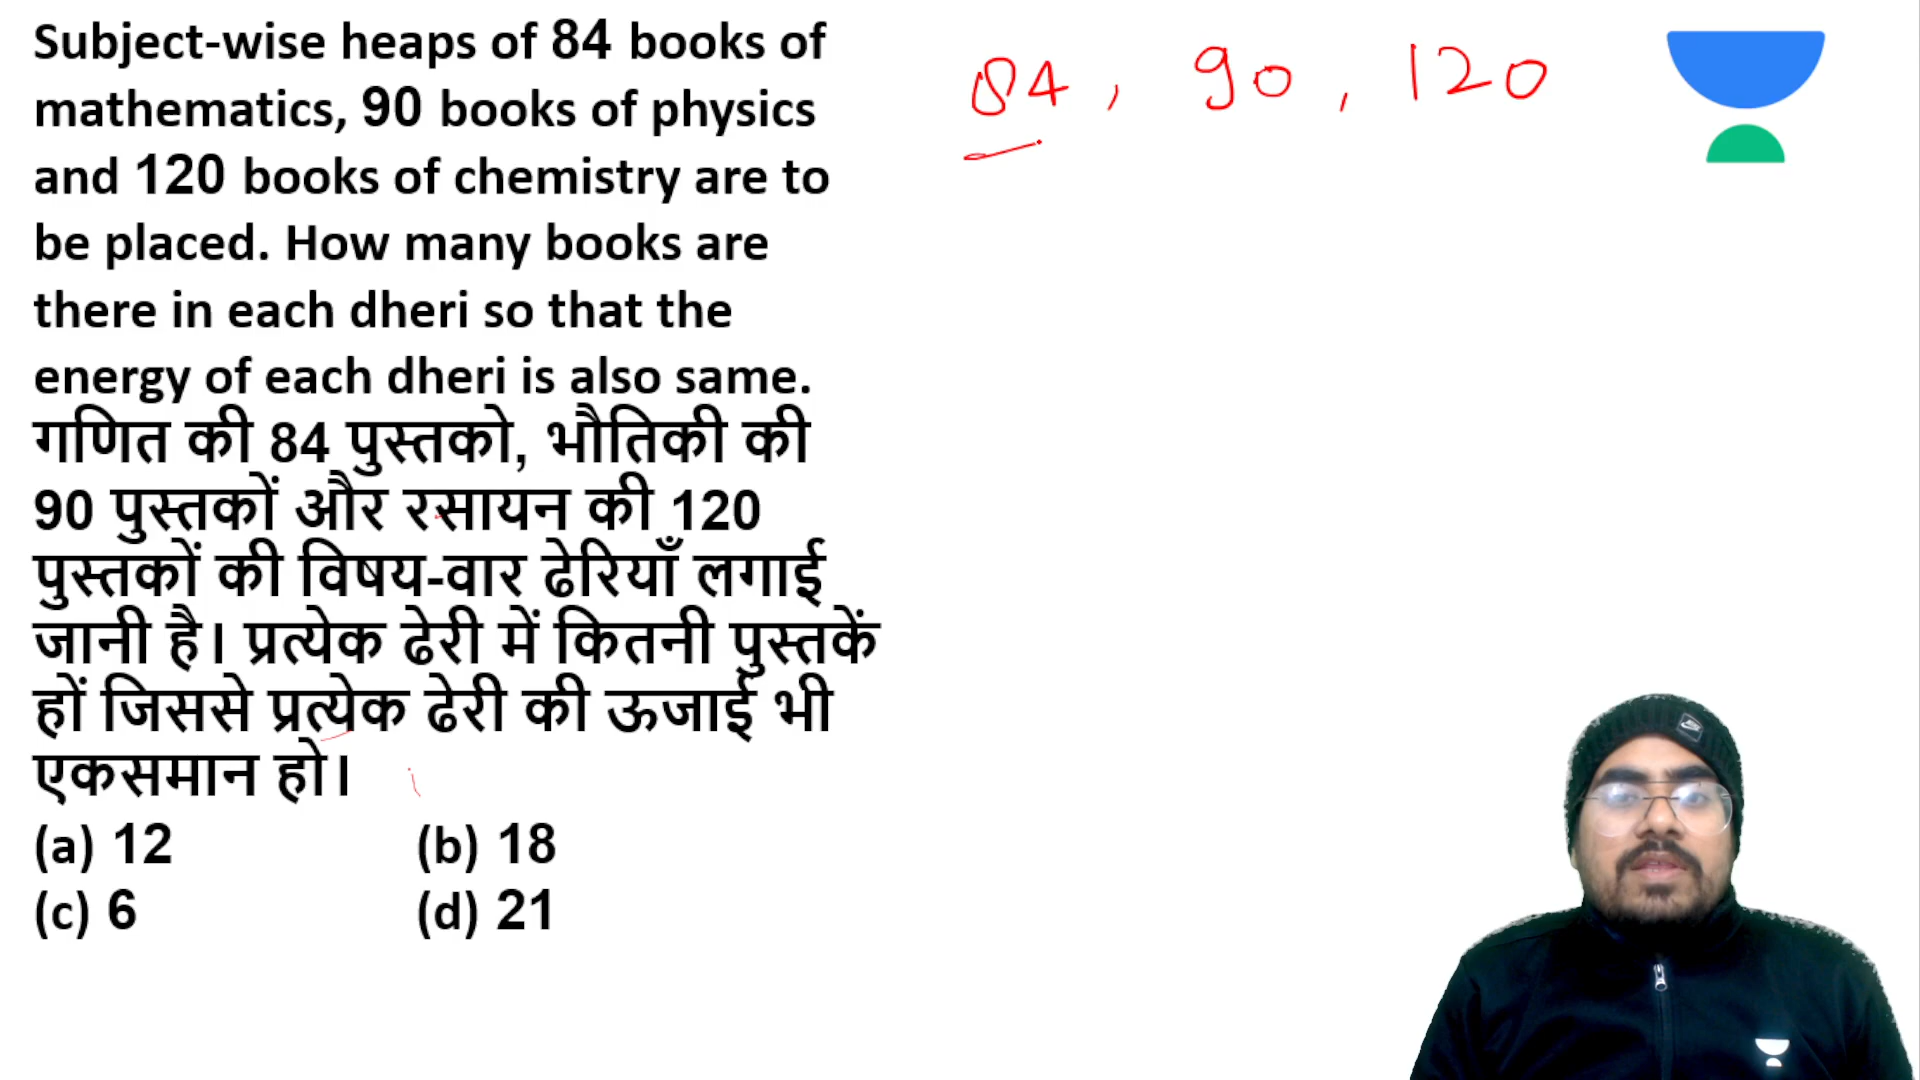 Subject-wise heaps of 84 books of
mathematics, 90 books of physics
and 120 books of chemistry are to
be placed. How many books are
there in each dheri so that the
energy of each dheri is also same.
गणित की 84 पुस्तको, भौतिकी की
90 पुस्तकों और रसायन की 120
पुस्तकों की विषय-वार ढेरियाँ लगाई
जानी है। प्रत्येक ढेरी में कितनी पुस्तकें
हों जिससे प्रत्येक ढेरी की ऊजाई भी
एकसमान हो।
(a) 12 (b) 18
(c) 6 (d) 21
84, 90, 120